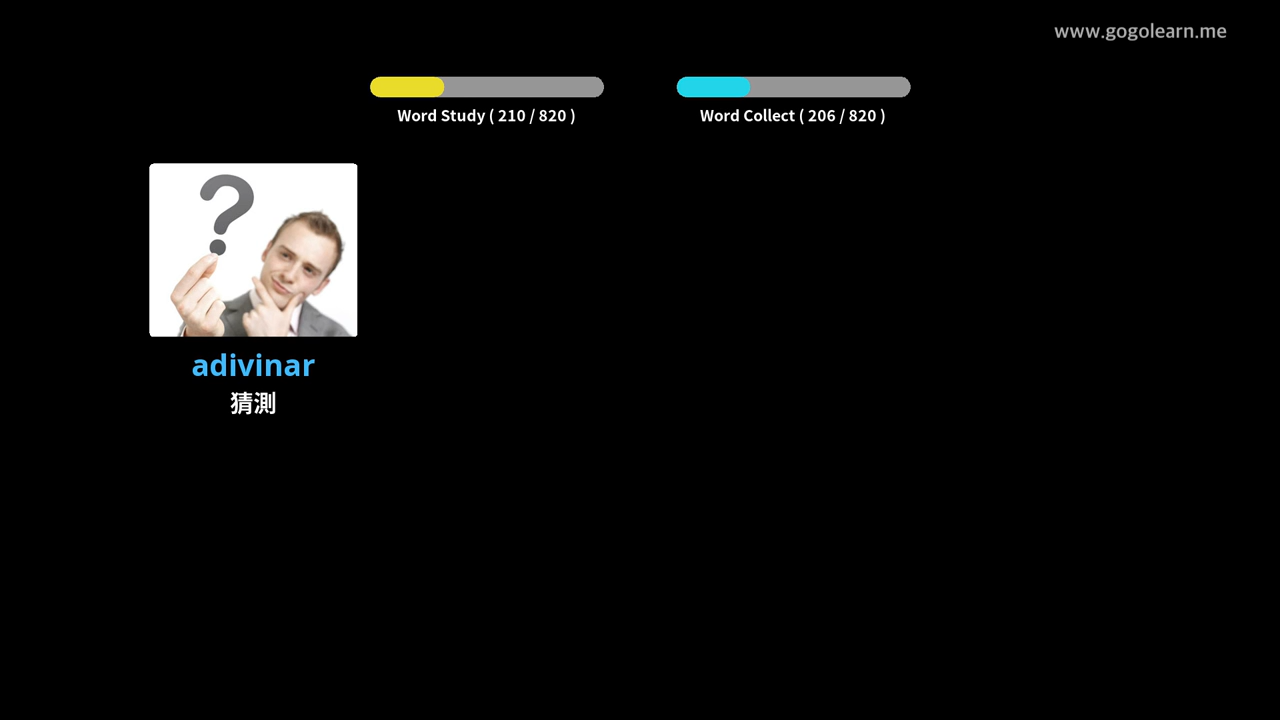 www.gogolearn.me
Word Study ( 210 / 820 )
Word Collect ( 206 / 820 )
?
adivinar
猜測